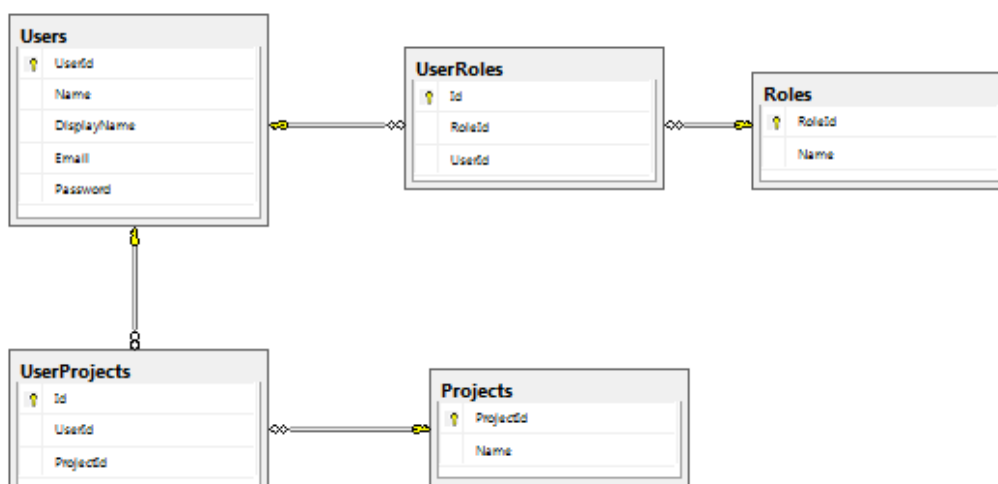 Users
UserId
Name
DisplayName
Email
Password
UserRoles
Id
RoleId
UserId
Roles
RoleId
Name
UserProjects
Id
UserId
ProjectId
Projects
ProjectId
Name